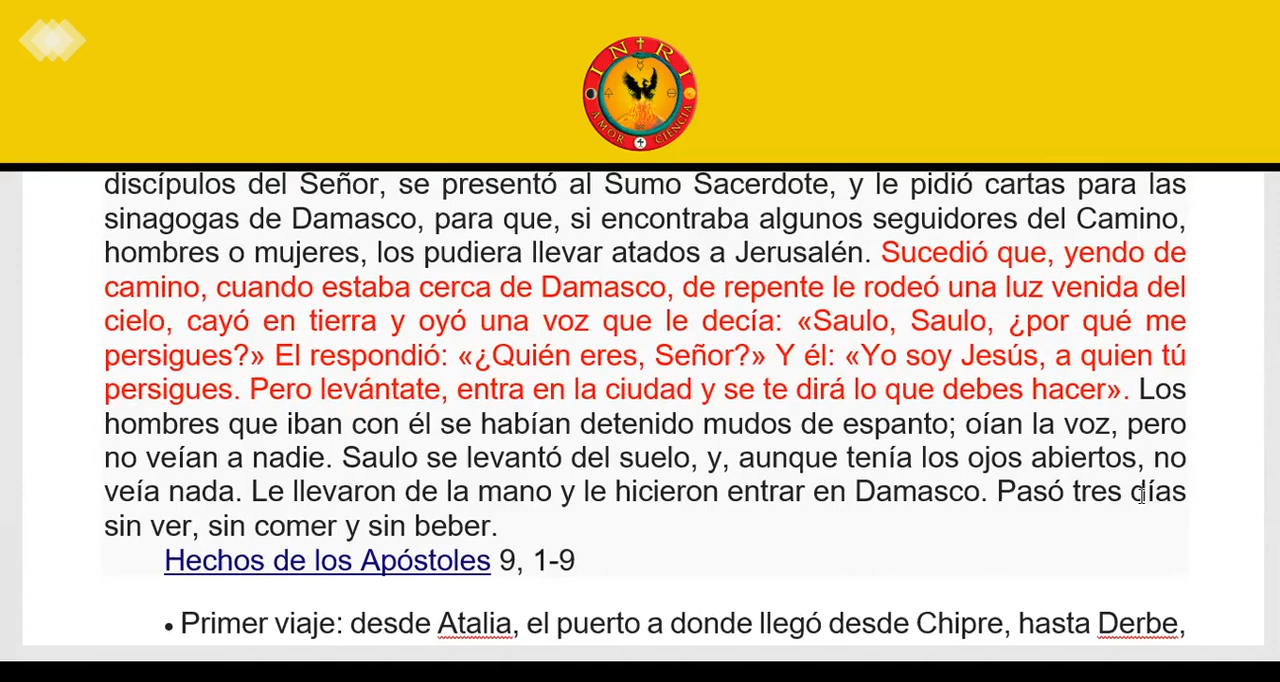 INRI
AMOR CIENCIA
discípulos del Señor, se presentó al Sumo Sacerdote, y le pidió cartas para las
sinagogas de Damasco, para que, si encontraba algunos seguidores del Camino,
hombres o mujeres, los pudiera llevar atados a Jerusalén. Sucedió que, yendo de
camino, cuando estaba cerca de Damasco, de repente le rodeó una luz venida del
cielo, cayó en tierra y oyó una voz que le decía: «Saulo, Saulo, ¿por qué me
persigues?» El respondió: «¿Quién eres, Señor?» Y él: «Yo soy Jesús, a quien tú
persigues. Pero levántate, entra en la ciudad y se te dirá lo que debes hacer». Los
hombres que iban con él se habían detenido mudos de espanto; oían la voz, pero
no veían a nadie. Saulo se levantó del suelo, y, aunque tenía los ojos abiertos, no
veía nada. Le llevaron de la mano y le hicieron entrar en Damasco. Pasó tres días
sin ver, sin comer y sin beber.
Hechos de los Apóstoles 9, 1-9
• Primer viaje: desde Atalia, el puerto a donde llegó desde Chipre, hasta Derbe,